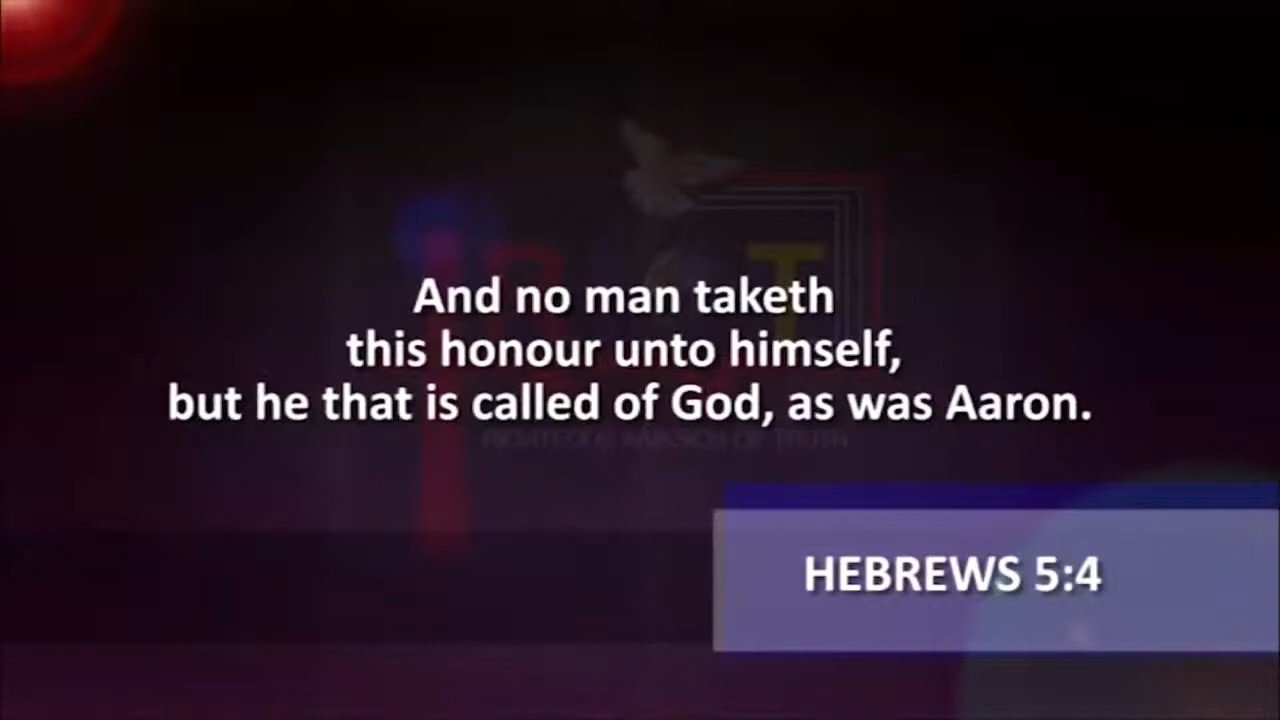 And no man taketh
this honour unto himself,
but he that is called of God, as was Aaron.
HEBREWS 5:4